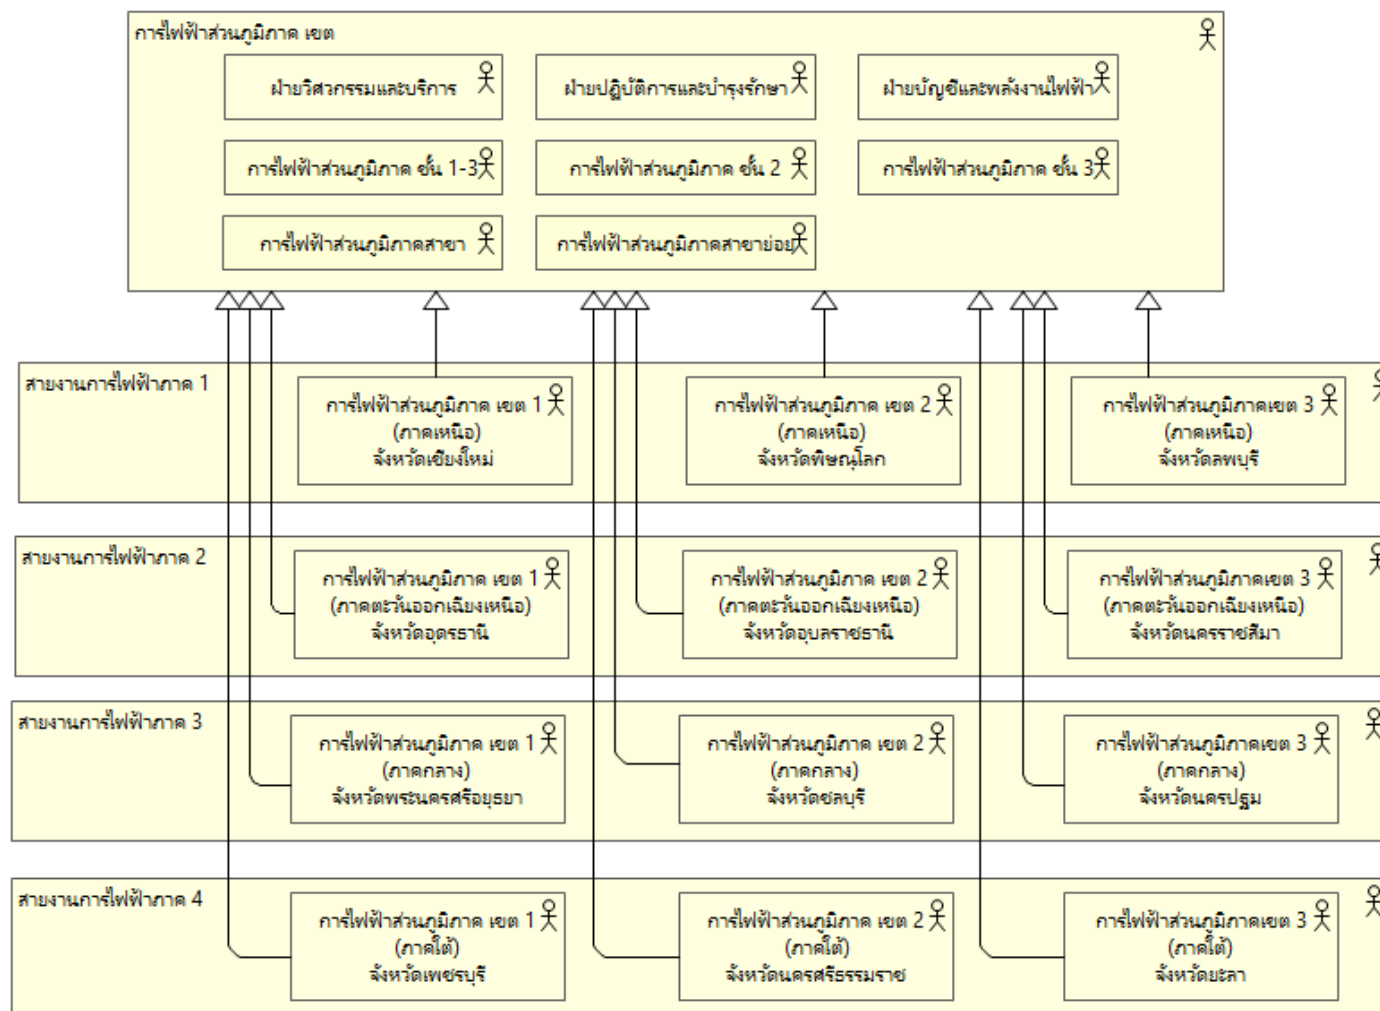 การไฟฟ้าส่วนภูมิภาค เขต
ฝ่ายวิศวกรรมและบริการ
ฝ่ายปฏิบัติการและบำรุงรักษา
ฝ่ายบัญชีและพลังงานไฟฟ้า
การไฟฟ้าส่วนภูมิภาค ชั้น 1-3
การไฟฟ้าส่วนภูมิภาค ชั้น 2
การไฟฟ้าส่วนภูมิภาค ชั้น 3
การไฟฟ้าส่วนภูมิภาคสาขา
การไฟฟ้าส่วนภูมิภาคสาขาย่อย
สายงานการไฟฟ้าภาค 1
การไฟฟ้าส่วนภูมิภาค เขต 1
(ภาคเหนือ)
จังหวัดเชียงใหม่
การไฟฟ้าส่วนภูมิภาค เขต 2
(ภาคเหนือ)
จังหวัดพิษณุโลก
การไฟฟ้าส่วนภูมิภาคเขต 3
(ภาคเหนือ)
จังหวัดลพบุรี
สายงานการไฟฟ้าภาค 2
การไฟฟ้าส่วนภูมิภาค เขต 1
(ภาคตะวันออกเฉียงเหนือ)
จังหวัดอุดรธานี
การไฟฟ้าส่วนภูมิภาค เขต 2
(ภาคตะวันออกเฉียงเหนือ)
จังหวัดอุบลราชธานี
การไฟฟ้าส่วนภูมิภาคเขต 3
(ภาคตะวันออกเฉียงเหนือ)
จังหวัดนครราชสีมา
สายงานการไฟฟ้าภาค 3
การไฟฟ้าส่วนภูมิภาค เขต 1
(ภาคกลาง)
จังหวัดพระนครศรีอยุธยา
การไฟฟ้าส่วนภูมิภาค เขต 2
(ภาคกลาง)
จังหวัดชลบุรี
การไฟฟ้าส่วนภูมิภาคเขต 3
(ภาคกลาง)
จังหวัดนครปฐม
สายงานการไฟฟ้าภาค 4
การไฟฟ้าส่วนภูมิภาค เขต 1
(ภาคใต้)
จังหวัดเพชรบุรี
การไฟฟ้าส่วนภูมิภาค เขต 2
(ภาคใต้)
จังหวัดนครศรีธรรมราช
การไฟฟ้าส่วนภูมิภาคเขต 3
(ภาคใต้)
จังหวัดยะลา